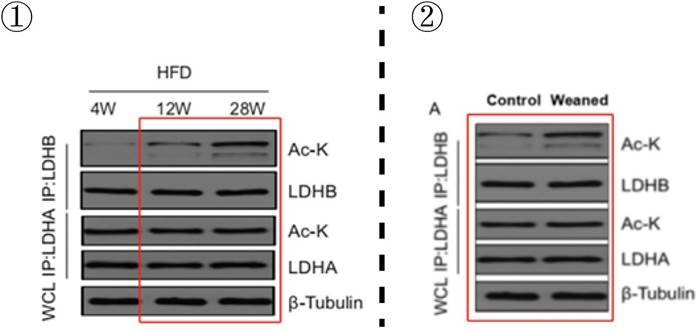 ①
HFD
4W 12W 28W
IP:LDHB
Ac-K
LDHB
IP:LDHA
Ac-K
LDHA
WCL
β-Tubulin
②
A
Control Weaned
IP:LDHB
Ac-K
LDHB
IP:LDHA
Ac-K
LDHA
WCL
β-Tubulin